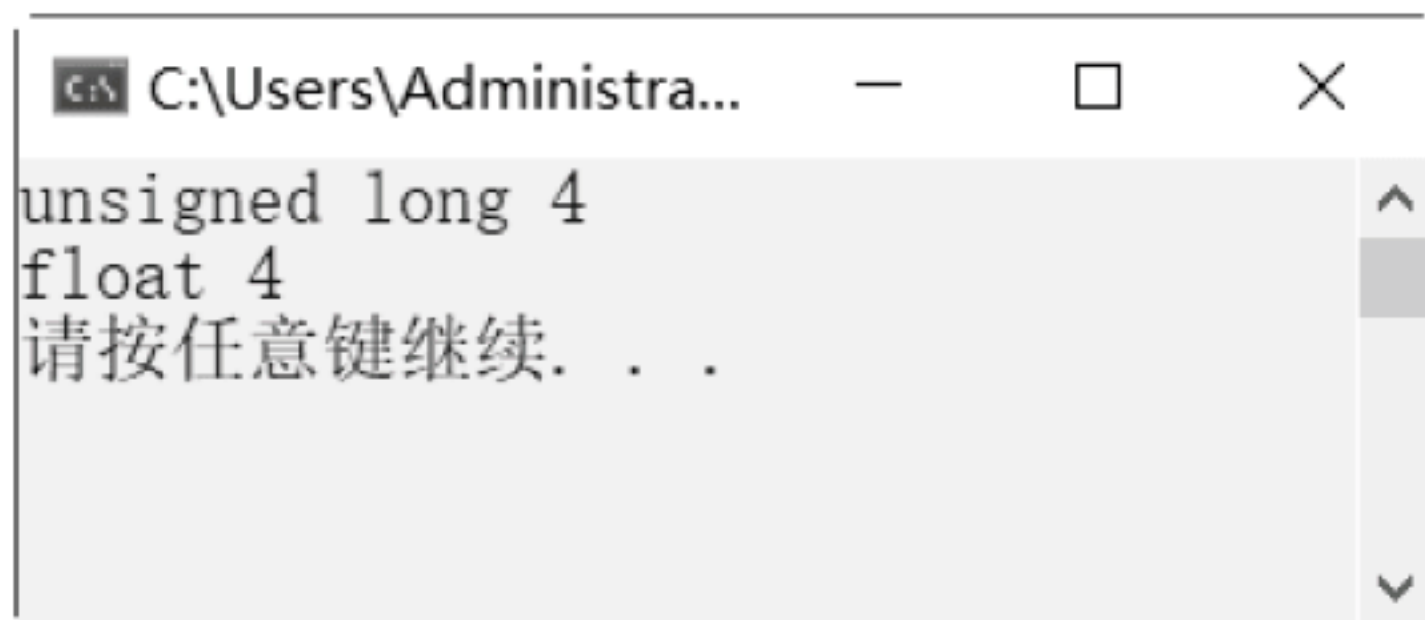 C:\Users\Administra...
unsigned long 4
float 4
请按任意键继续. . .